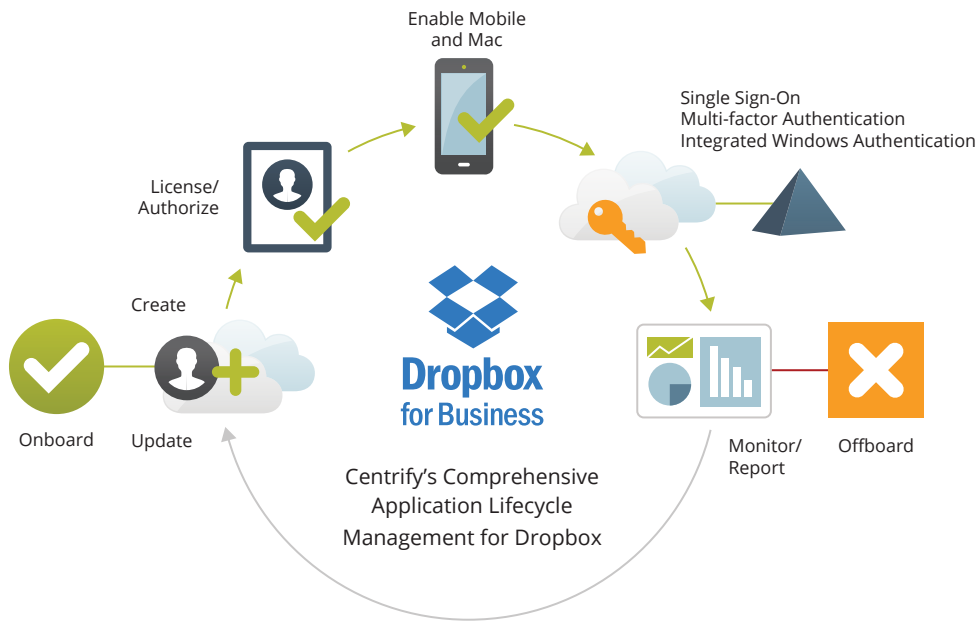 Enable Mobile
and Mac
Single Sign-On
Multi-factor Authentication
Integrated Windows Authentication
License/
Authorize
Create
Onboard
Update
Dropbox
for Business
Monitor/
Report
Offboard
Centrify’s Comprehensive
Application Lifecycle
Management for Dropbox